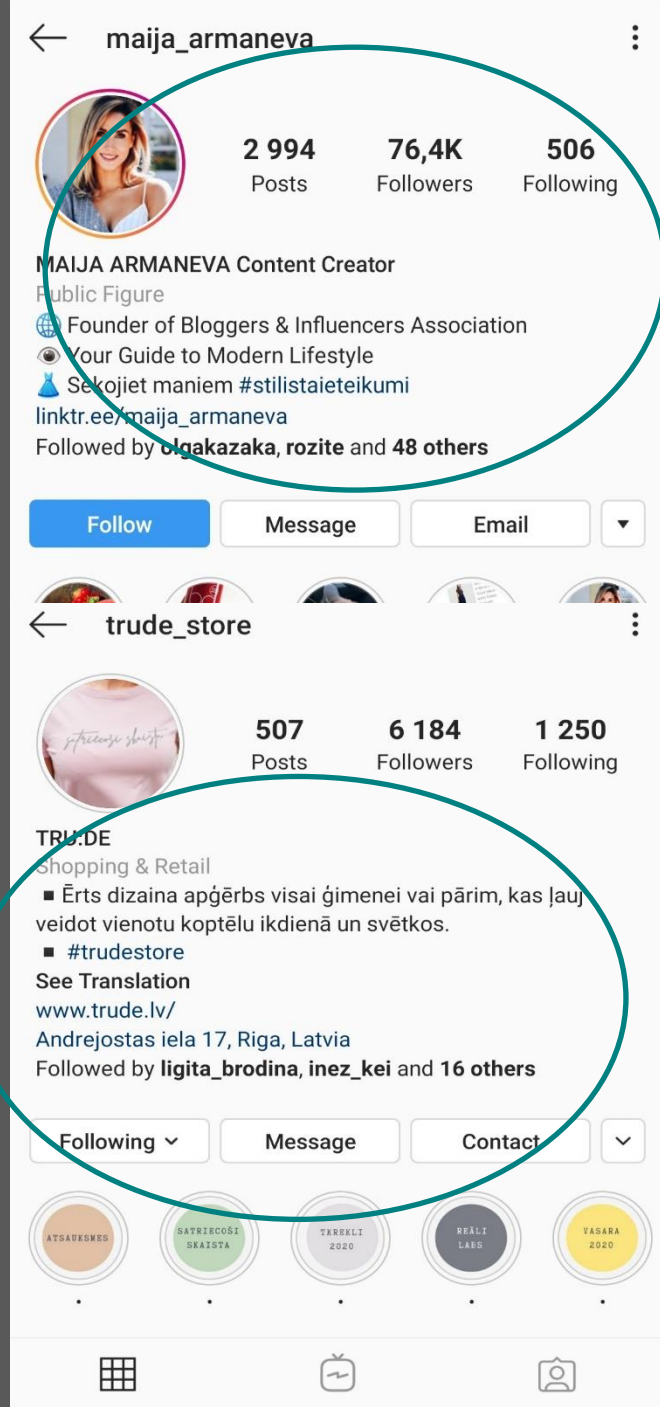 maija_armaneva
2 994 76,4K 506
Posts Followers Following
MAIJA ARMANEVA Content Creator
Public Figure
🌐 Founder of Bloggers & Influencers Association
👁 Your Guide to Modern Lifestyle
👗 Sekojiet maniem #stilistaieteikumi
linktr.ee/maija_armaneva
Followed by olgakazaka, rozite and 48 others
Follow Message Email
trude_store
satriecoši skaista
507 6 184 1 250
Posts Followers Following
TRU:DE
Shopping & Retail
▪ Ērts dizaina apģērbs visai ģimenei vai pārim, kas ļauj
veidot vienotu koptēlu ikdienā un svētkos.
▪ #trudestore
See Translation
www.trude.lv/
Andrejostas iela 17, Riga, Latvia
Followed by ligita_brodina, inez_kei and 16 others
Following Message Contact
ATSAUKSMES SATRIECOŠI SKAISTA TKREKLI 2020 REĀLI LABS VASARA 2020